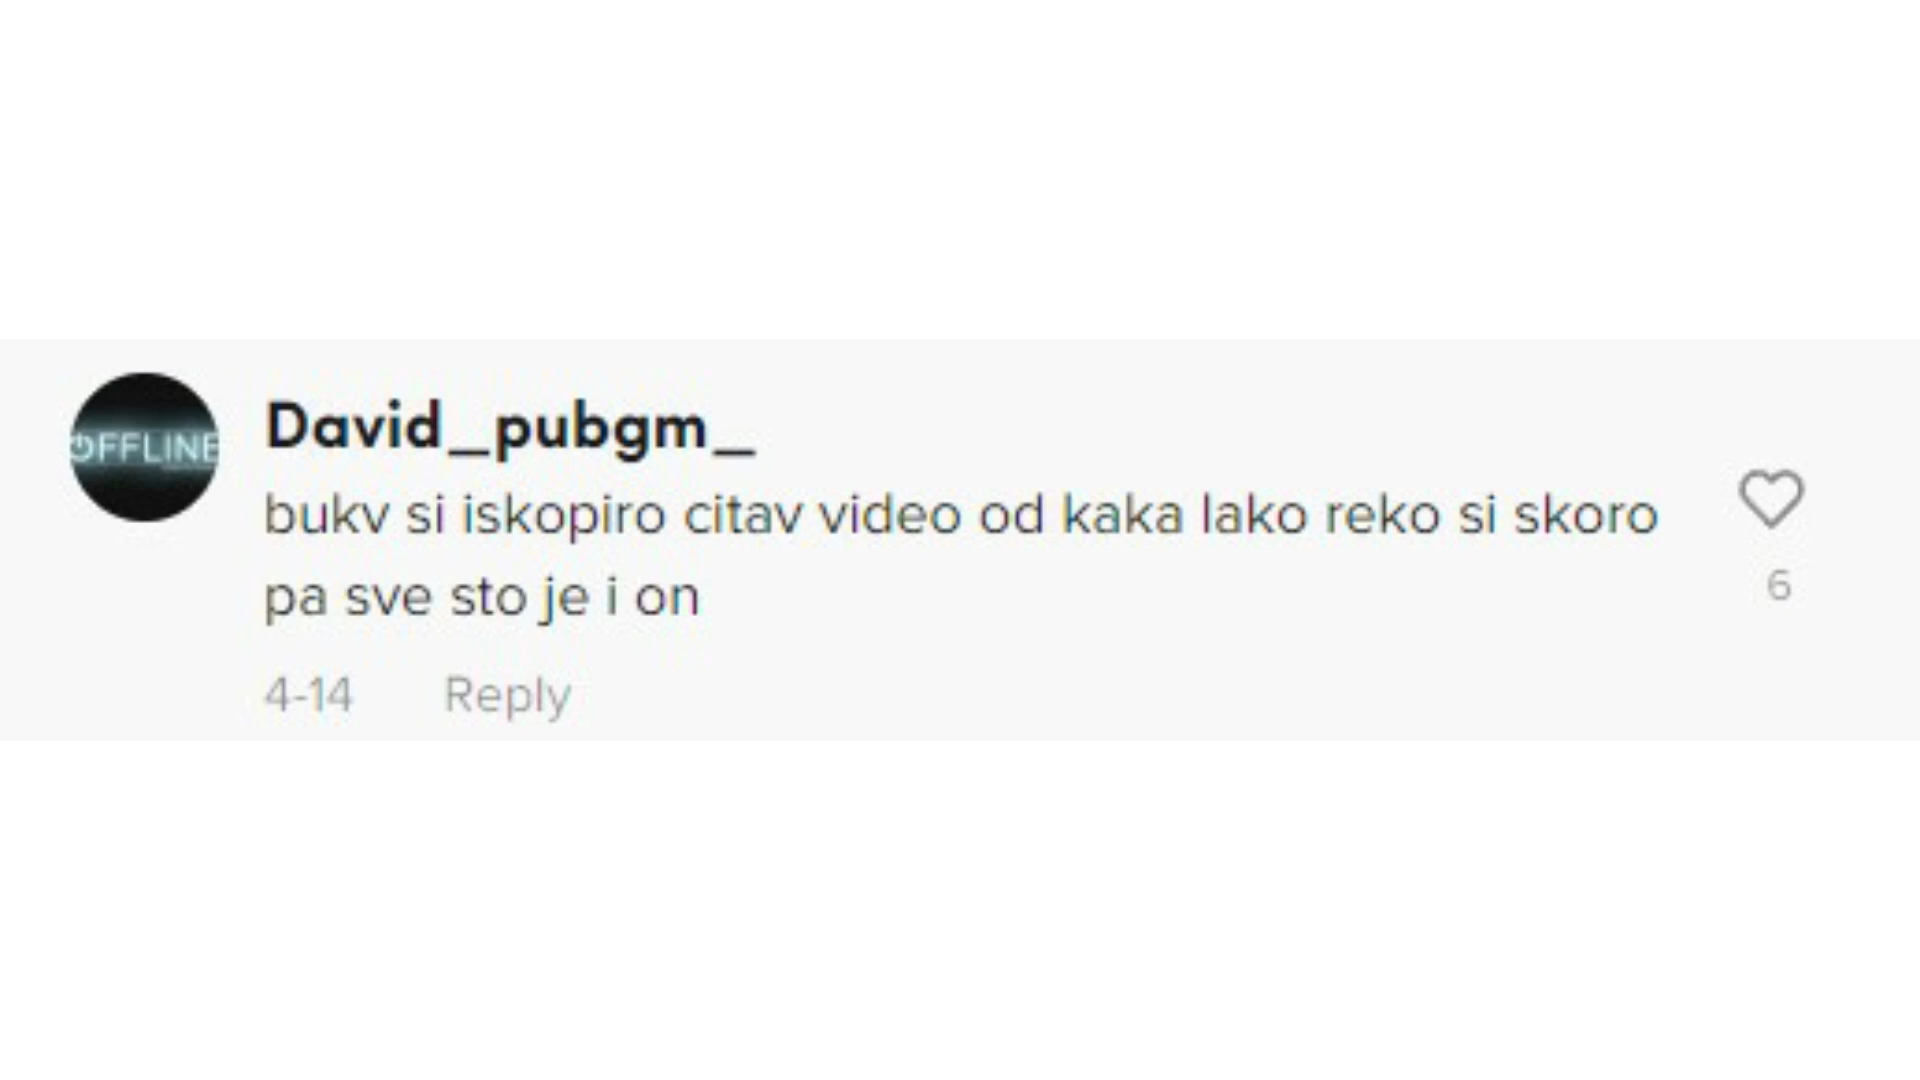 OFFLINE
David_pubgm_
bukv si iskopiro citav video od kaka lako reko si skoro
pa sve sto je i on
6
4-14 Reply